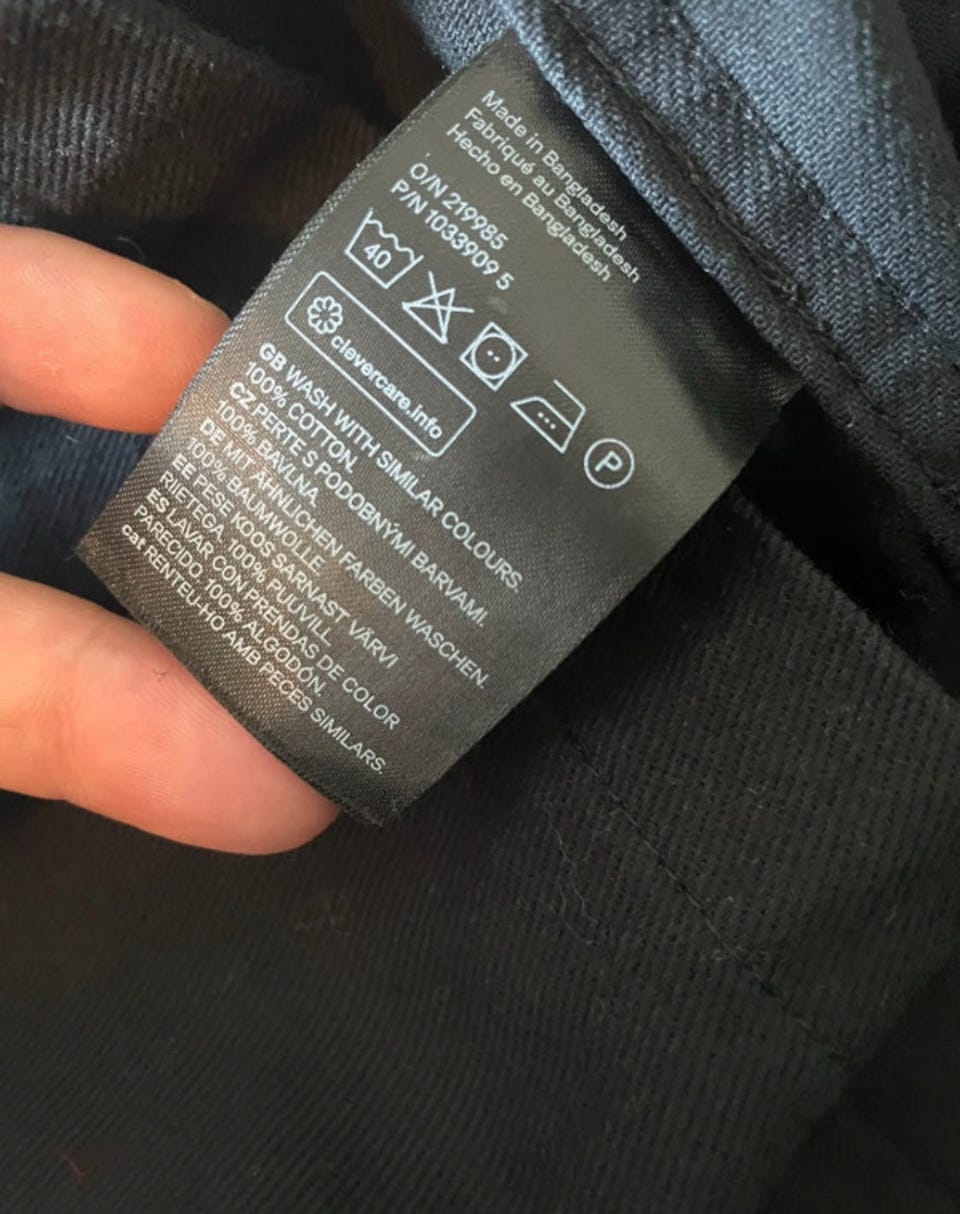 Made in Bangladesh
Fabriqué au Bangladesh
Hecho en Bangladesh
O/N 219985
P/N 1033909 5
40
P
clevercare.info
GB WASH WITH SIMILAR COLOURS.
100% COTTON.
CZ PERTE S PODOBNÝMI BARVAMI.
100% BAVLNA.
DE MIT ÄHNLICHEN FARBEN WASCHEN.
100% BAUMWOLLE
EE PESE KOOS SARNAST VÄRVI
RIIETEGA. 100% PUUVILL
ES LAVAR CON PRENDAS DE COLOR
PARECIDO. 100% ALGODÓN.
cat RENTEU-HO AMB PECES SIMILARS.